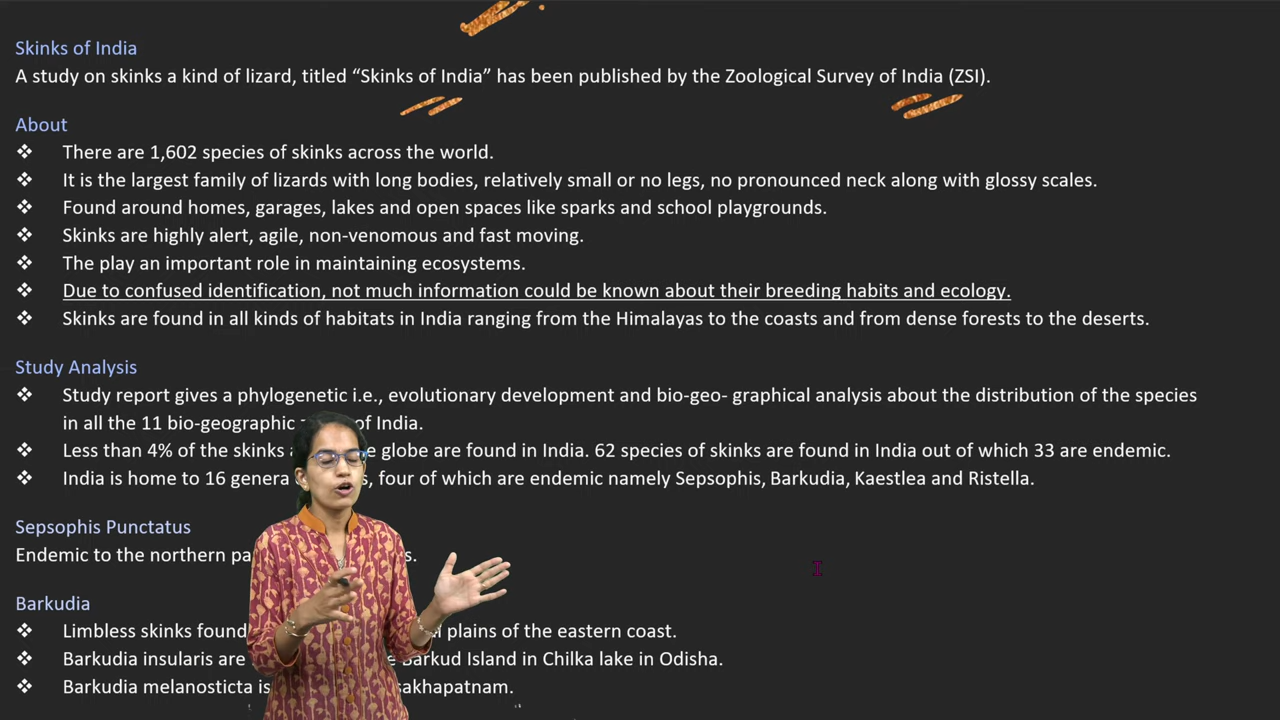 Skinks of India
A study on skinks a kind of lizard, titled “Skinks of India” has been published by the Zoological Survey of India (ZSI).
About
❖ There are 1,602 species of skinks across the world.
❖ It is the largest family of lizards with long bodies, relatively small or no legs, no pronounced neck along with glossy scales.
❖ Found around homes, garages, lakes and open spaces like sparks and school playgrounds.
❖ Skinks are highly alert, agile, non-venomous and fast moving.
❖ The play an important role in maintaining ecosystems.
❖ Due to confused identification, not much information could be known about their breeding habits and ecology.
❖ Skinks are found in all kinds of habitats in India ranging from the Himalayas to the coasts and from dense forests to the deserts.
Study Analysis
❖ Study report gives a phylogenetic i.e., evolutionary development and bio-geo- graphical analysis about the distribution of the species
in all the 11 bio-geographic of India.
❖ Less than 4% of the skinks globe are found in India. 62 species of skinks are found in India out of which 33 are endemic.
❖ India is home to 16 genera four of which are endemic namely Sepsophis, Barkudia, Kaestlea and Ristella.
Sepsophis Punctatus
Endemic to the northern
Barkudia
❖ Limbless skinks found plains of the eastern coast.
❖ Barkudia insularis are Barkud Island in Chilka lake in Odisha.
❖ Barkudia melanosticta is